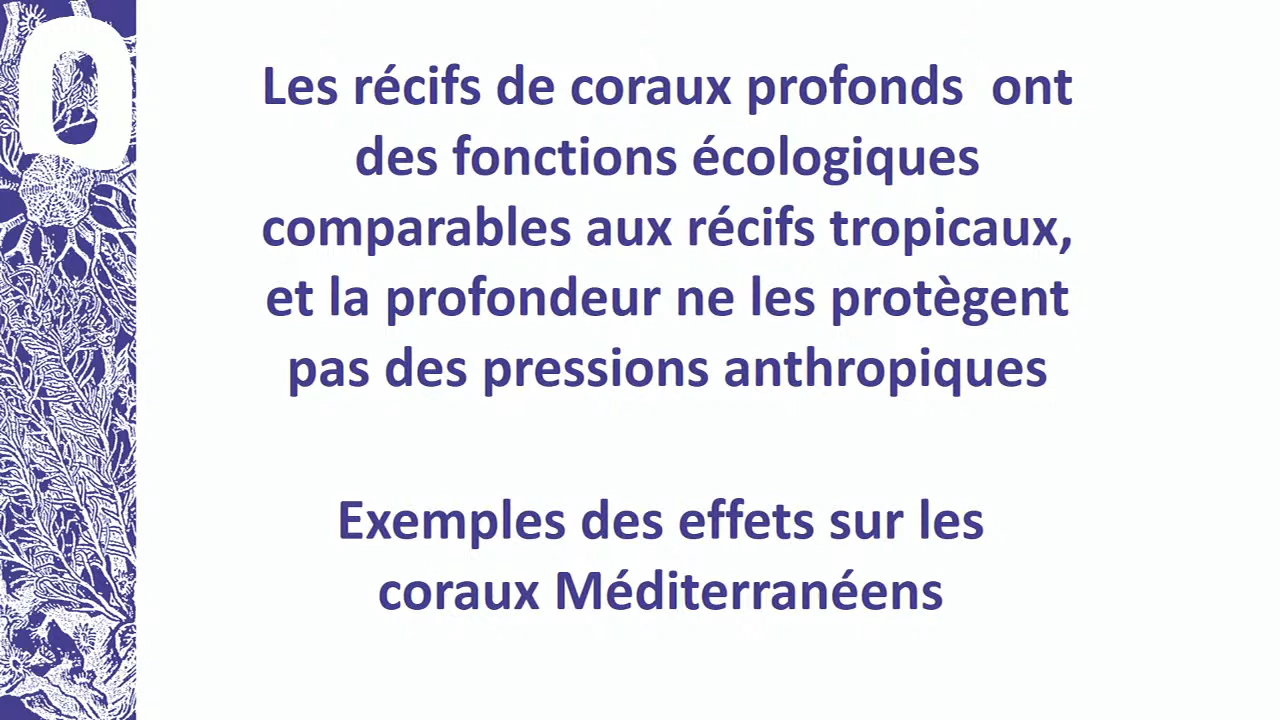 Les récifs de coraux profonds ont
des fonctions écologiques
comparables aux récifs tropicaux,
et la profondeur ne les protègent
pas des pressions anthropiques
Exemples des effets sur les
coraux Méditerranéens